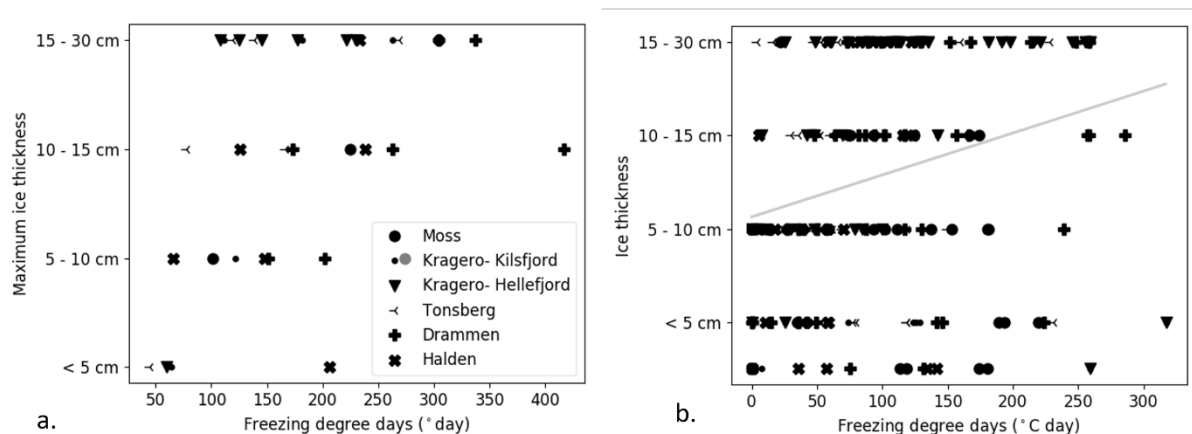 15 - 30 cm
10 - 15 cm
5 - 10 cm
< 5 cm
Maximum ice thickness
50 100 150 200 250 300 350 400
Freezing degree days (°day)
Moss
Kragero- Kilsfjord
Kragero- Hellefjord
Tonsberg
Drammen
Halden
a.
15 - 30 cm
10 - 15 cm
5 - 10 cm
< 5 cm
Ice thickness
0 50 100 150 200 250 300
Freezing degree days (°C day)
b.